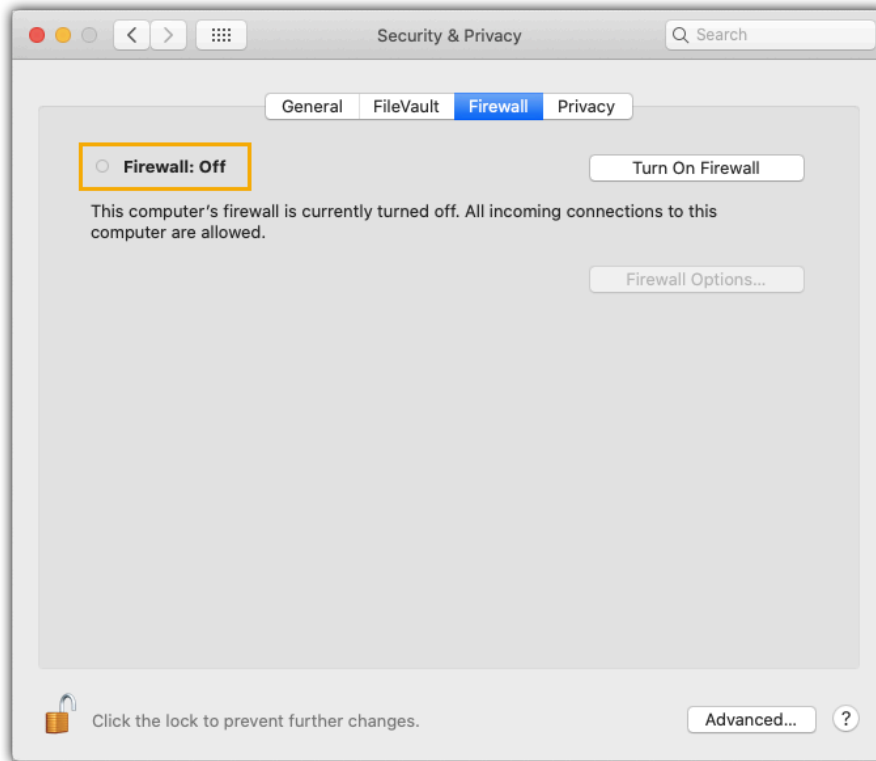 Security & Privacy
Search
General FileVault Firewall Privacy
Firewall: Off
Turn On Firewall
This computer’s firewall is currently turned off. All incoming connections to this
computer are allowed.
Firewall Options...
Click the lock to prevent further changes.
Advanced...
?